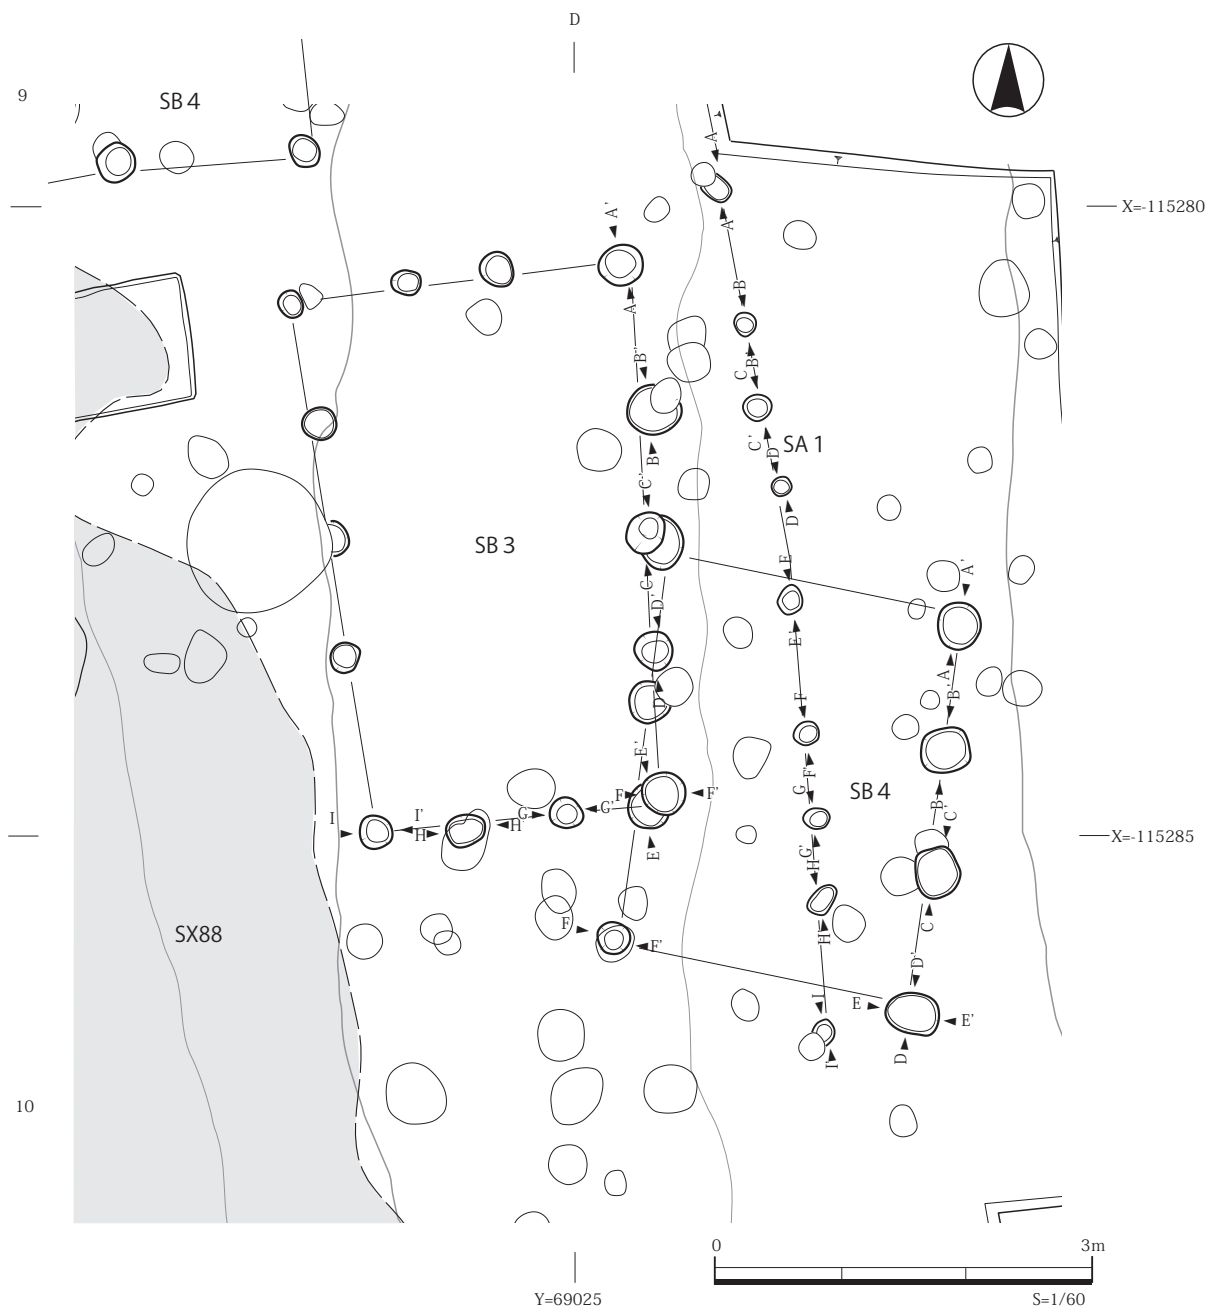 D
9
SB 4
A
A'
X=-115280
A
B
A
B'
B'
C
C'
SA 1
D
B
C'
D
SB 3
E
C
D'
A'
E'
A
B'
D
F
E'
F'
G
SB 4
B
C'
F
F'
G'
G
H'
I
I'
H
X=-115285
E
G'
H
F
F'
C
H'
D'
SX88
I
E
E'
D
I'
10
0
3m
Y=69025
S=1/60